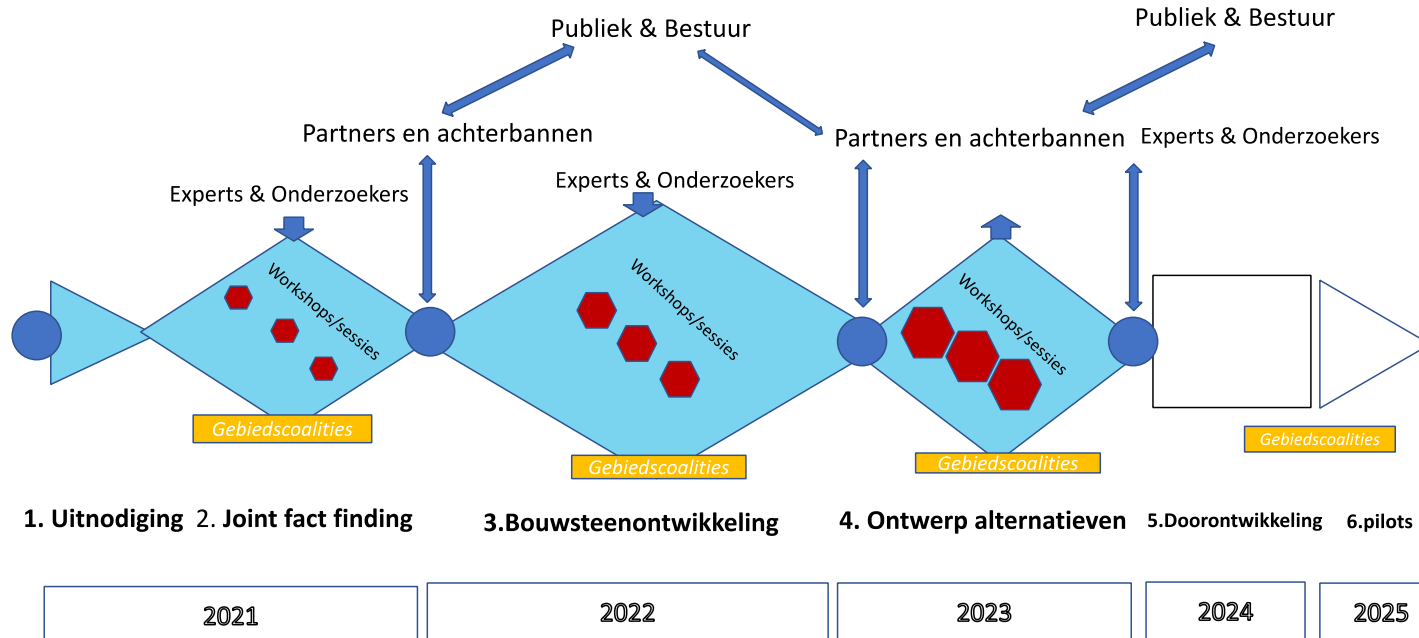 Publiek & Bestuur
Publiek & Bestuur
Partners en achterbannen
Partners en achterbannen
Experts & Onderzoekers
Experts & Onderzoekers
Experts & Onderzoekers
Workshops/sessies
Workshops/sessies
Workshops/sessies
Gebiedscoalities
Gebiedscoalities
Gebiedscoalities
Gebiedscoalities
1. Uitnodiging
2. Joint fact finding
3.Bouwsteenontwikkeling
4. Ontwerp alternatieven
5.Doorontwikkeling
6.pilots
2021
2022
2023
2024
2025